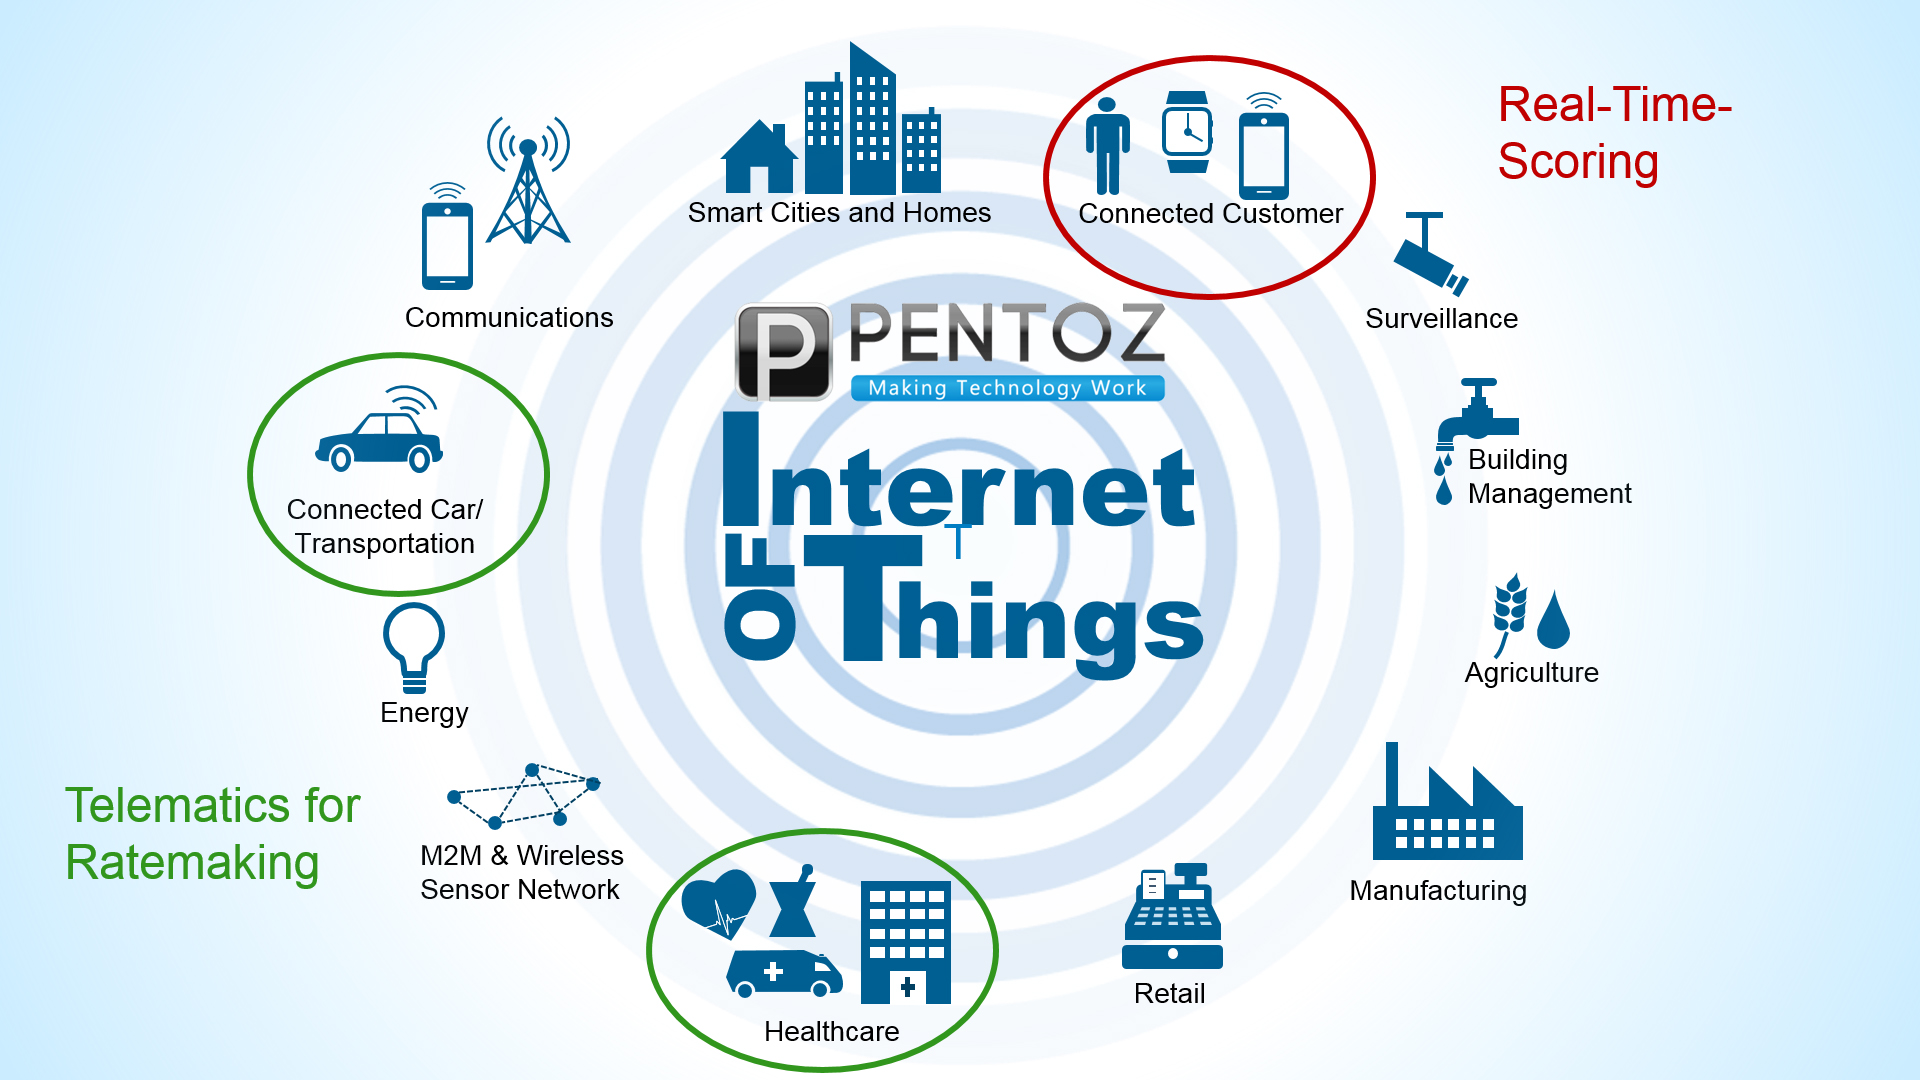 Real-Time-
Scoring
Smart Cities and Homes
Connected Customer
Communications
Surveillance
P PENTOZ
Making Technology Work
Internet
OF Things
T
Connected Car/
Transportation
Building
Management
Energy
Agriculture
Telematics for
Ratemaking
M2M & Wireless
Sensor Network
Manufacturing
Healthcare
Retail